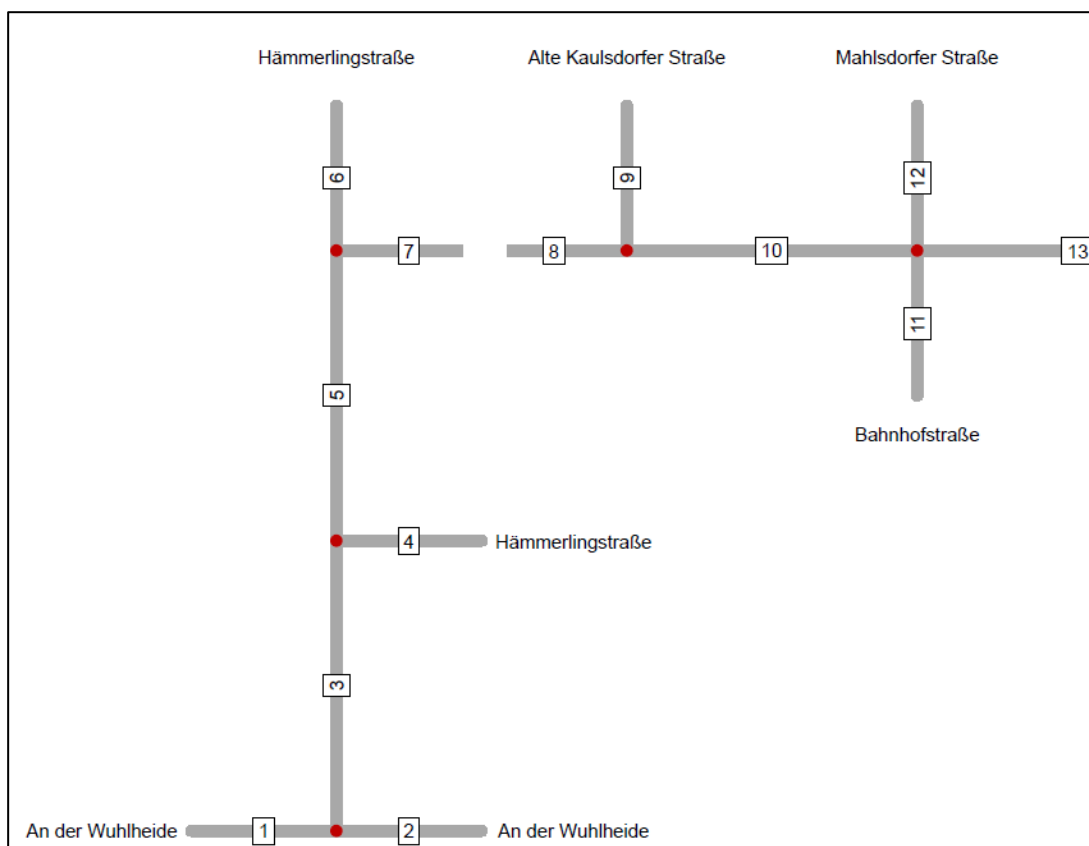 Hämmerlingstraße
Alte Kaulsdorfer Straße
Mahlsdorfer Straße
6
9
12
7
8
10
13
11
Bahnhofstraße
5
4
Hämmerlingstraße
3
An der Wuhlheide
1
2
An der Wuhlheide